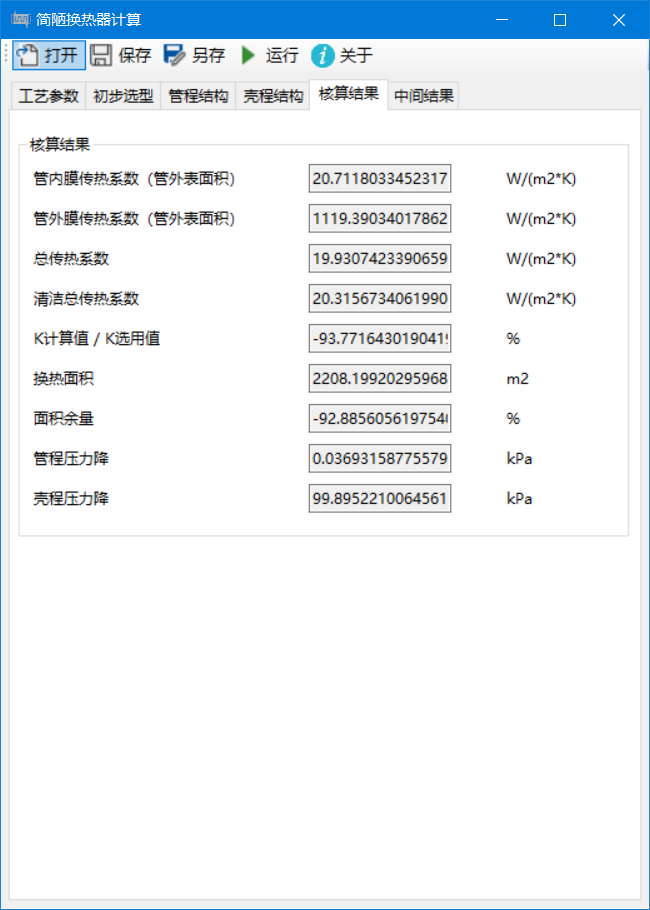 简陋换热器计算
打开 保存 另存 运行 关于
工艺参数 初步选型 管程结构 壳程结构 核算结果 中间结果
核算结果
管内膜传热系数（管外表面积） 20.7118033452317 W/(m2*K)
管外膜传热系数（管外表面积） 1119.39034017862 W/(m2*K)
总传热系数 19.9307423390659 W/(m2*K)
清洁总传热系数 20.3156734061990 W/(m2*K)
K计算值 / K选用值 -93.77164301904 %
换热面积 2208.19920295968 m2
面积余量 -92.885605619754 %
管程压力降 0.03693158775579 kPa
壳程压力降 99.8952210064561 kPa